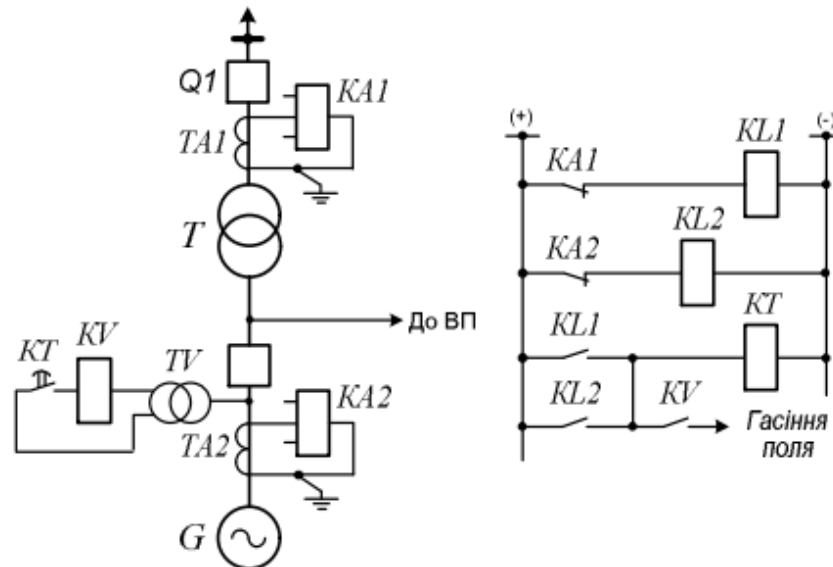 Q1
KA1
TA1
T
До ВП
KT
KV
TV
KA2
TA2
G
(+)
(-)
KA1
KL1
KA2
KL2
KL1
KT
KL2
KV
Гасіння
поля